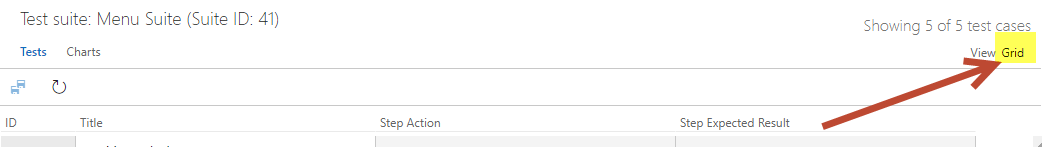 Test suite: Menu Suite (Suite ID: 41)
Showing 5 of 5 test cases
Tests Charts
View Grid
ID Title Step Action Step Expected Result